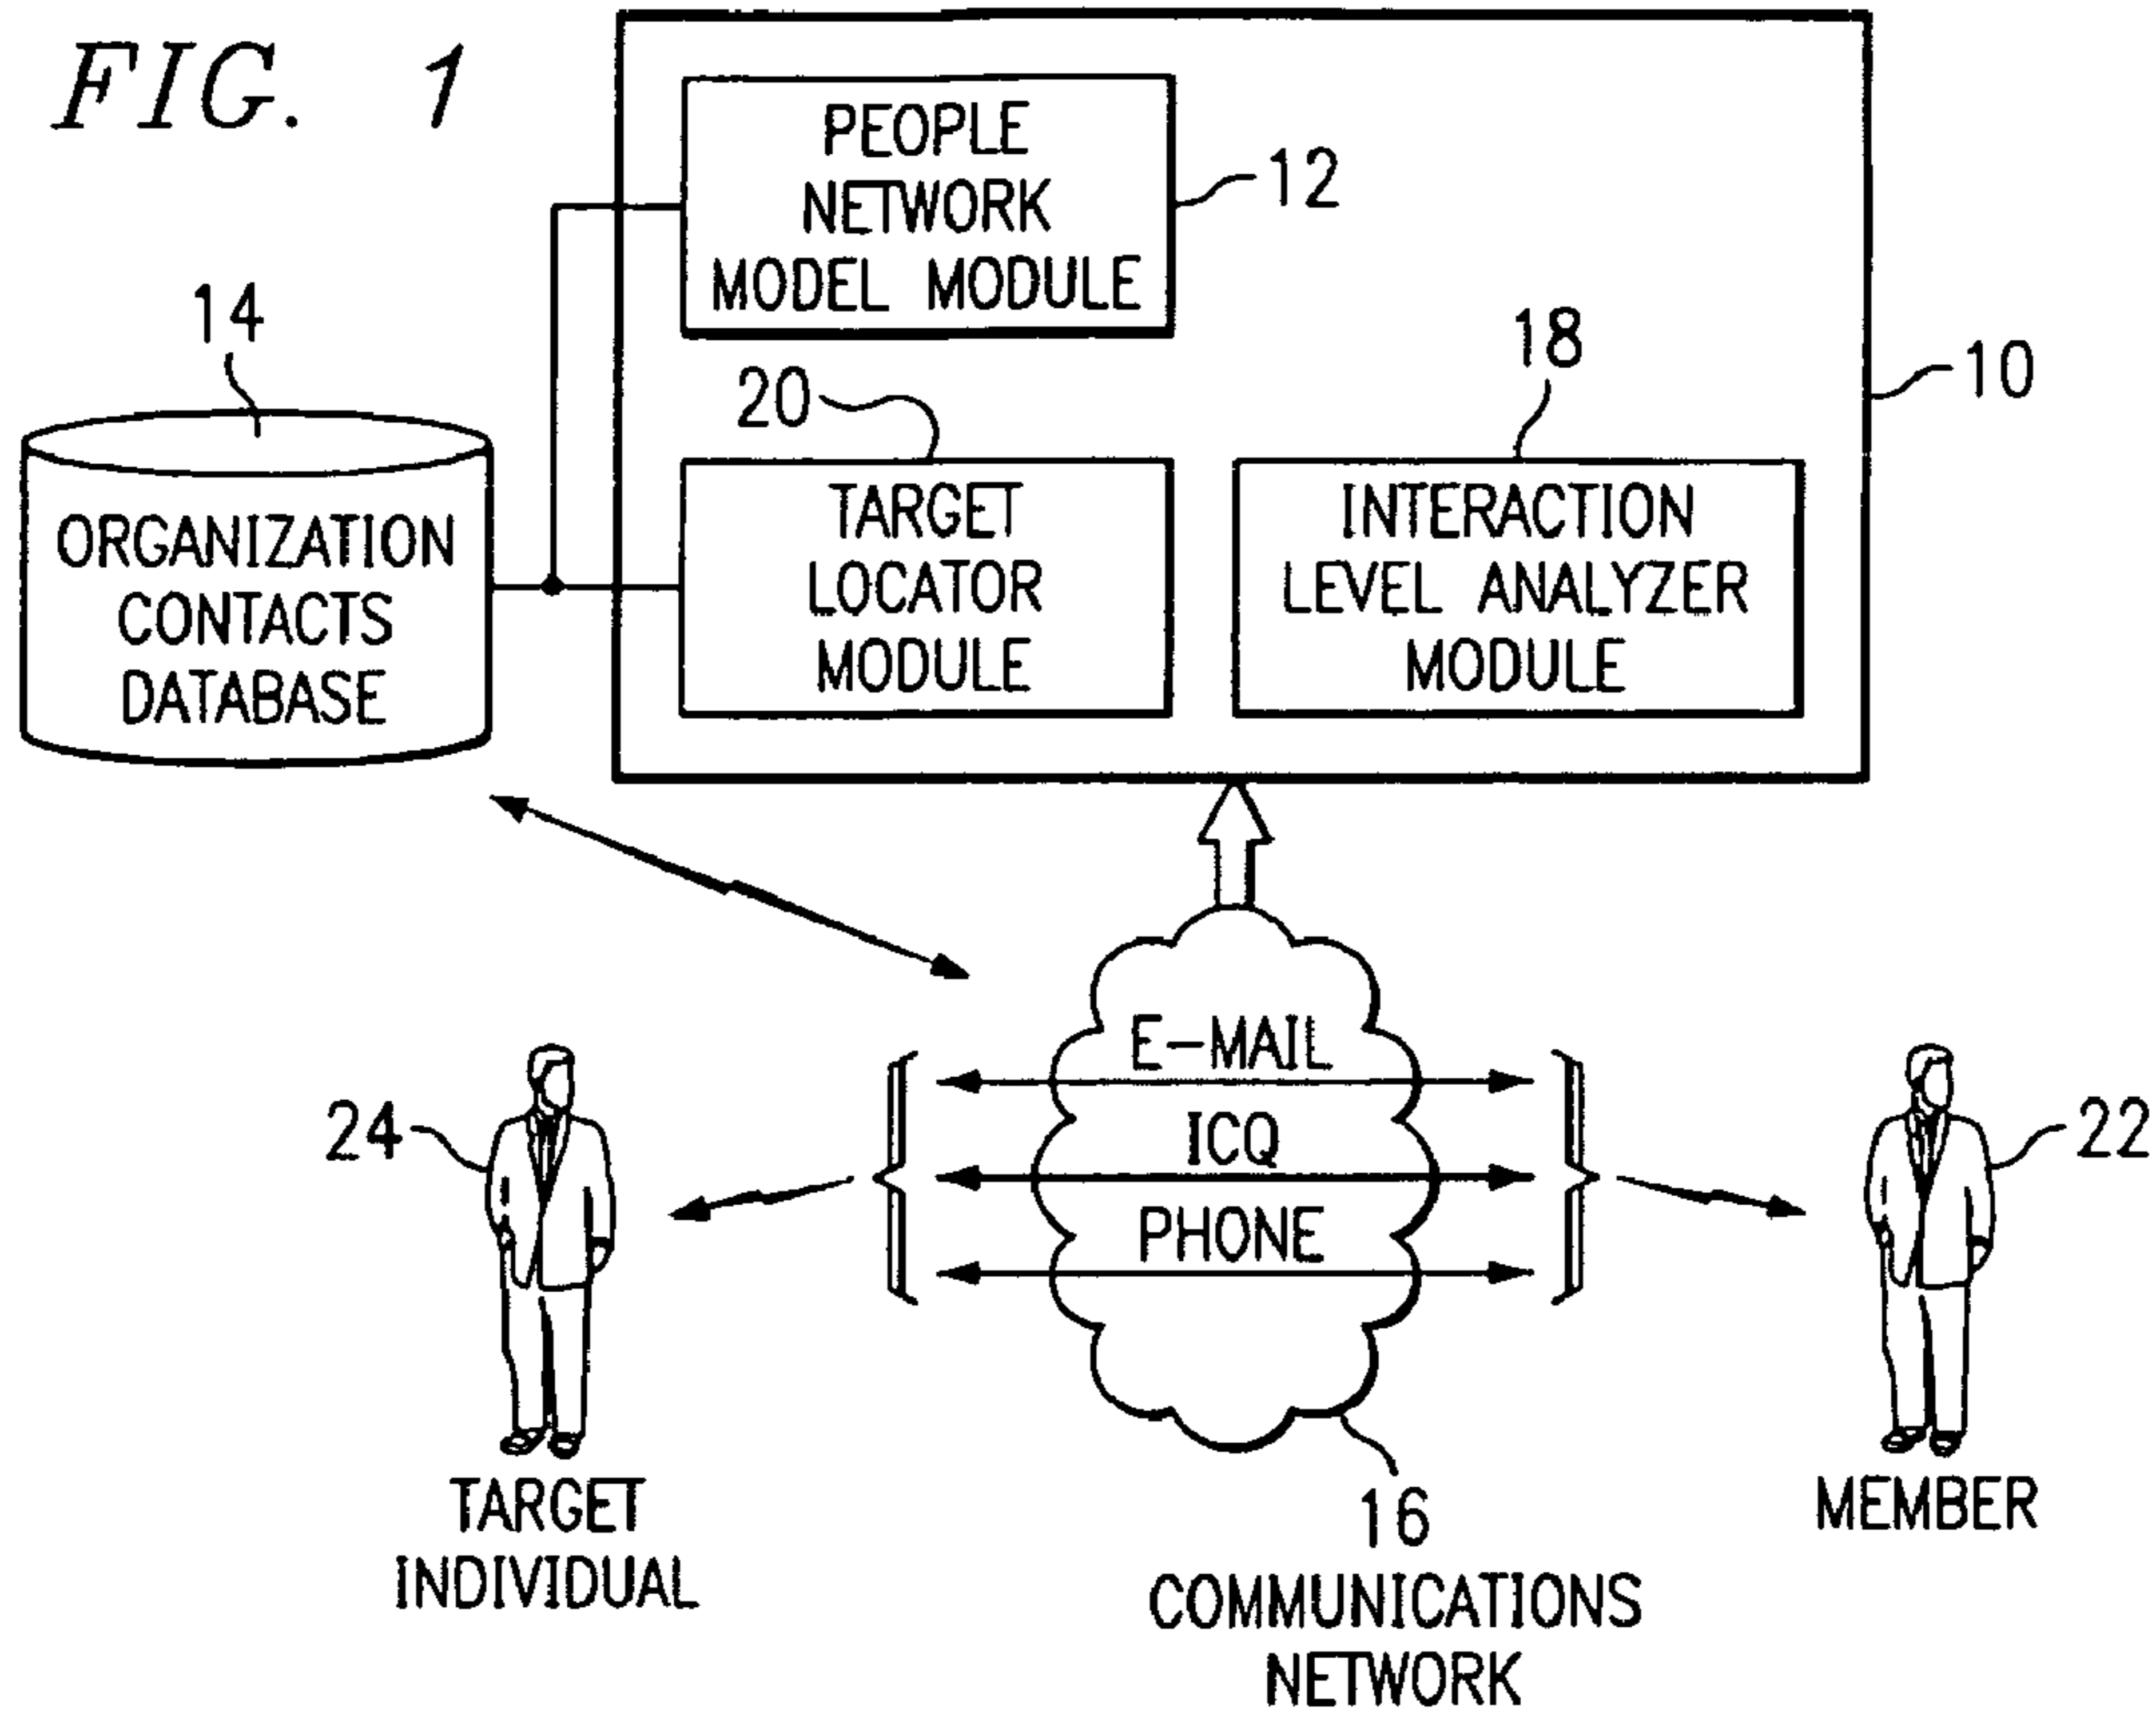 FIG. 1
PEOPLE
NETWORK
MODEL MODULE
12
14
20
18
10
ORGANIZATION
CONTACTS
DATABASE
TARGET
LOCATOR
MODULE
INTERACTION
LEVEL ANALYZER
MODULE
E-MAIL
ICQ
PHONE
24
22
TARGET
INDIVIDUAL
16
COMMUNICATIONS
NETWORK
MEMBER